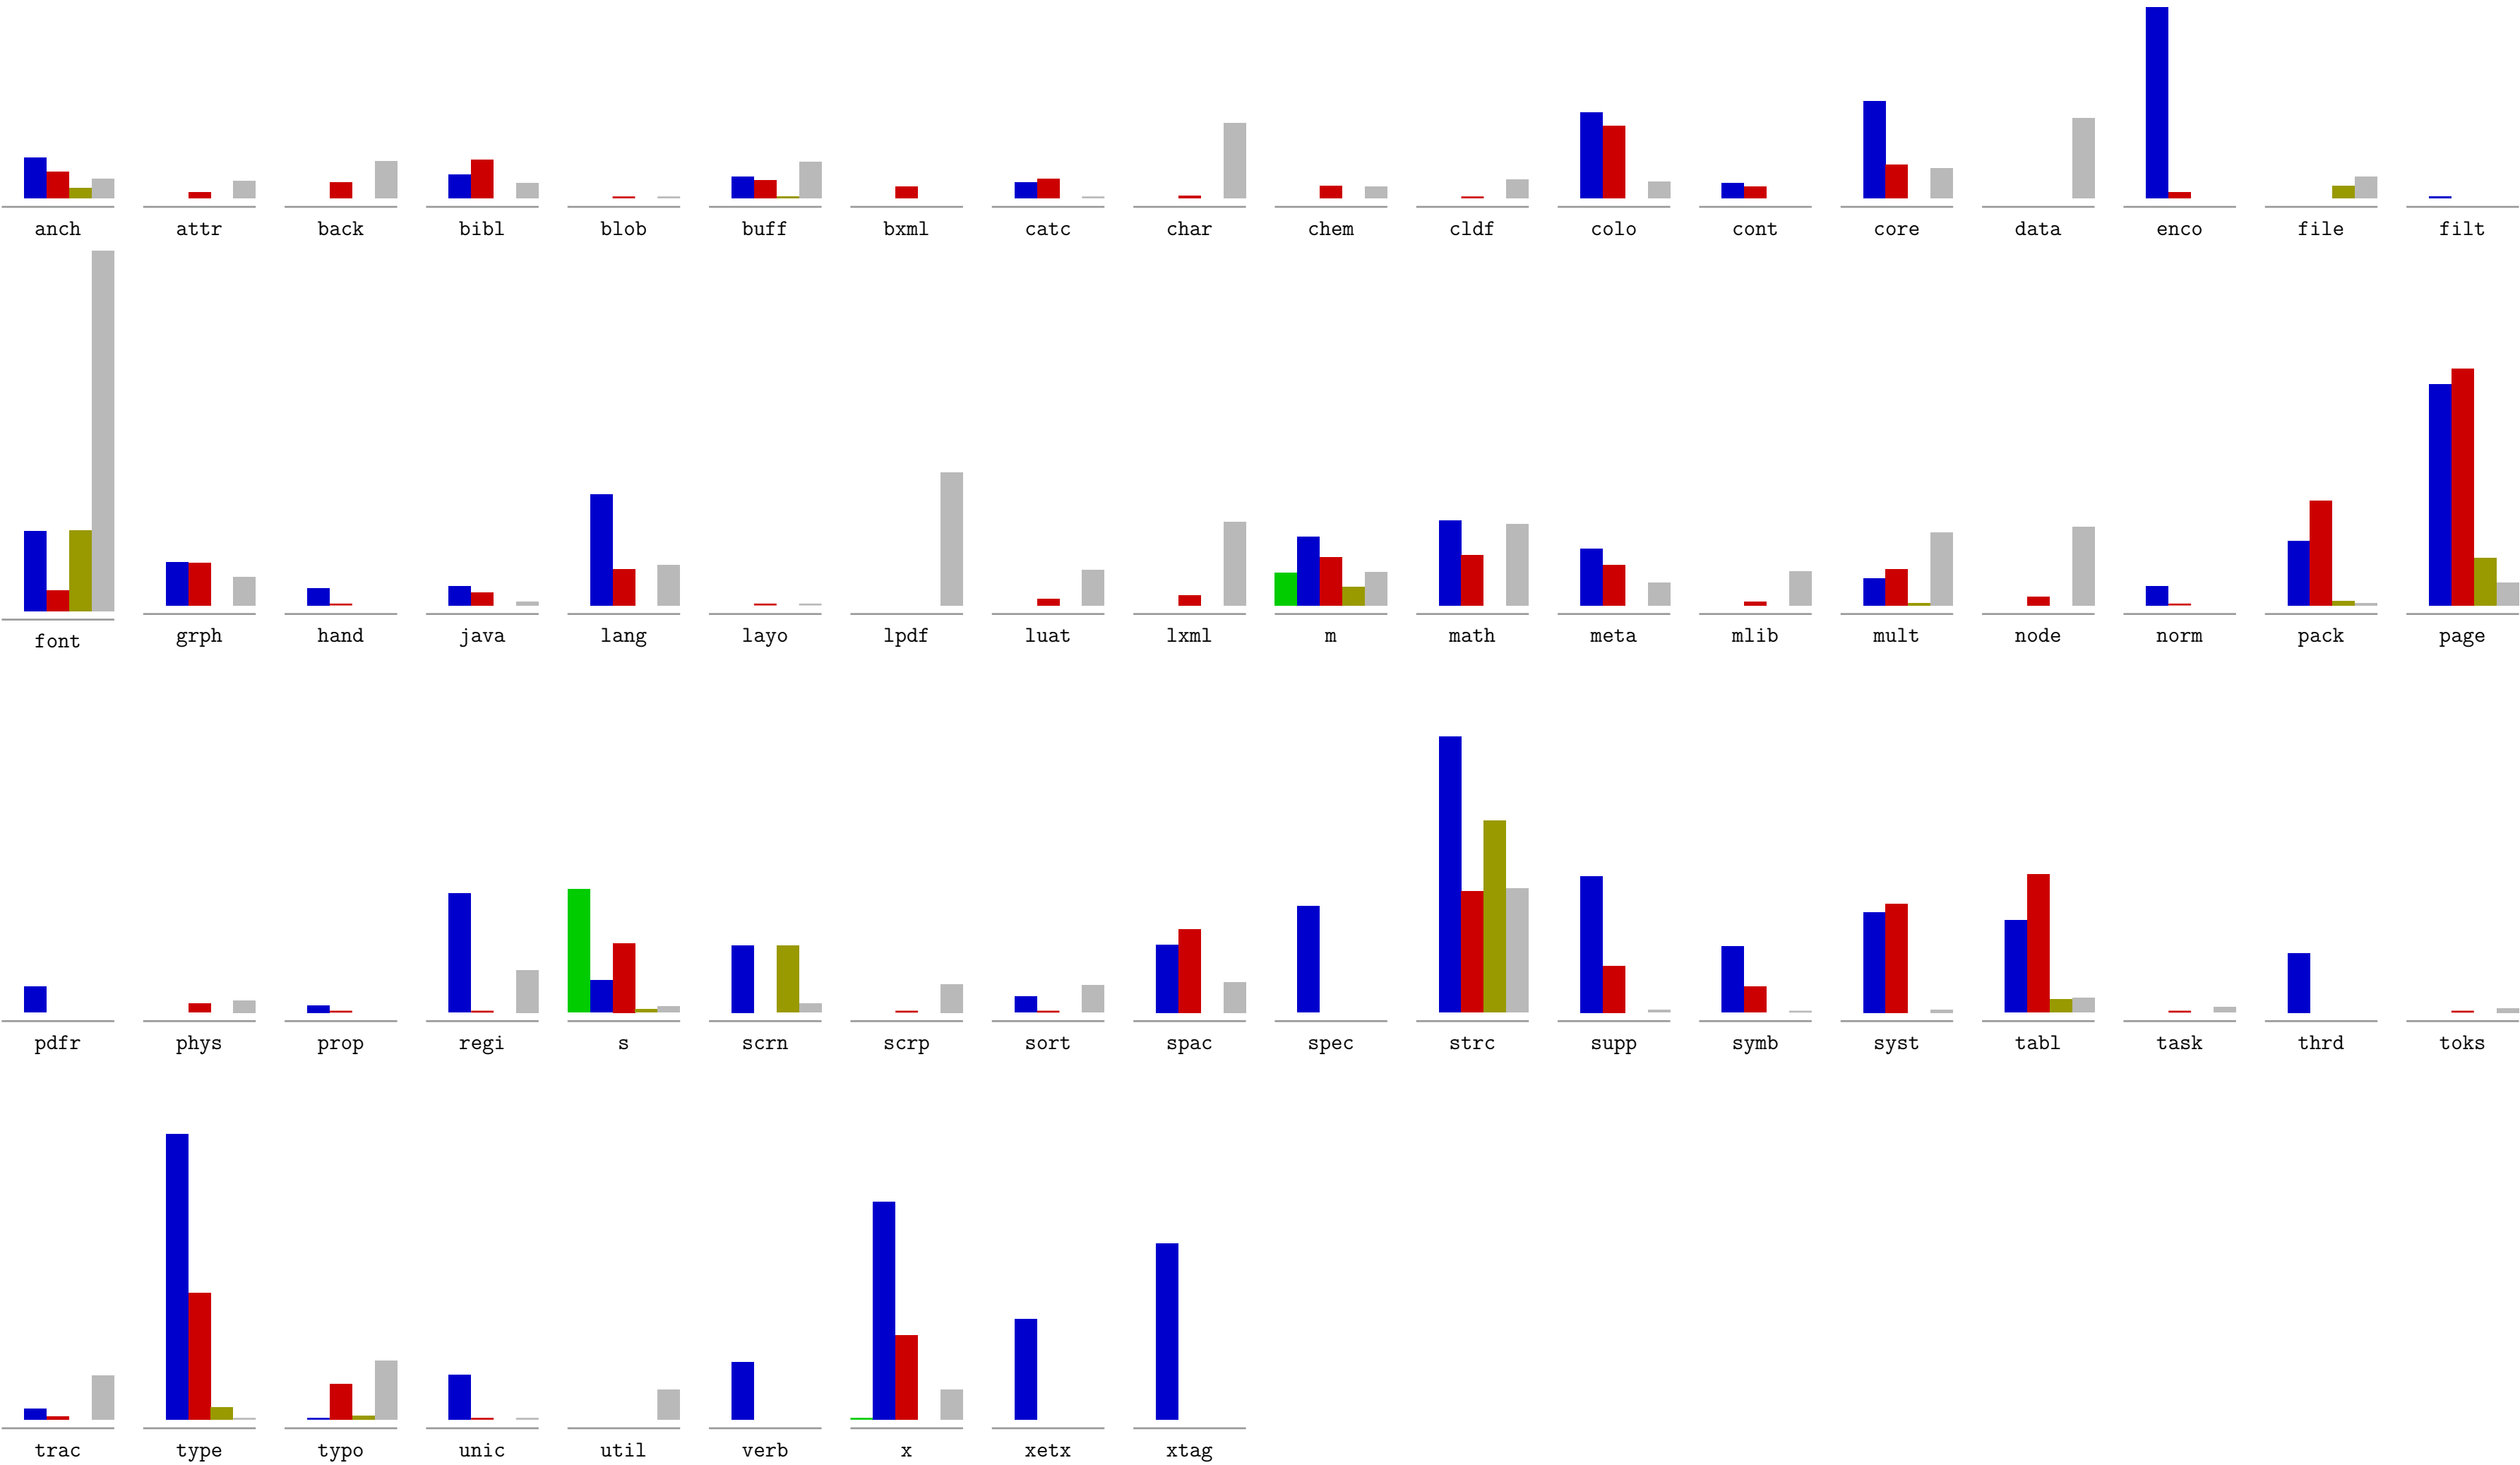 anch attr back bibl blob buff bxml catc char chem cldf colo cont core data enco file filt
font grph hand java lang layo lpdf luat lxml m math meta mlib mult node norm pack page
pdfr phys prop regi s scrn scrp sort spac spec strc supp symb syst tabl task thrd toks
trac type typo unic util verb x xetx xtag